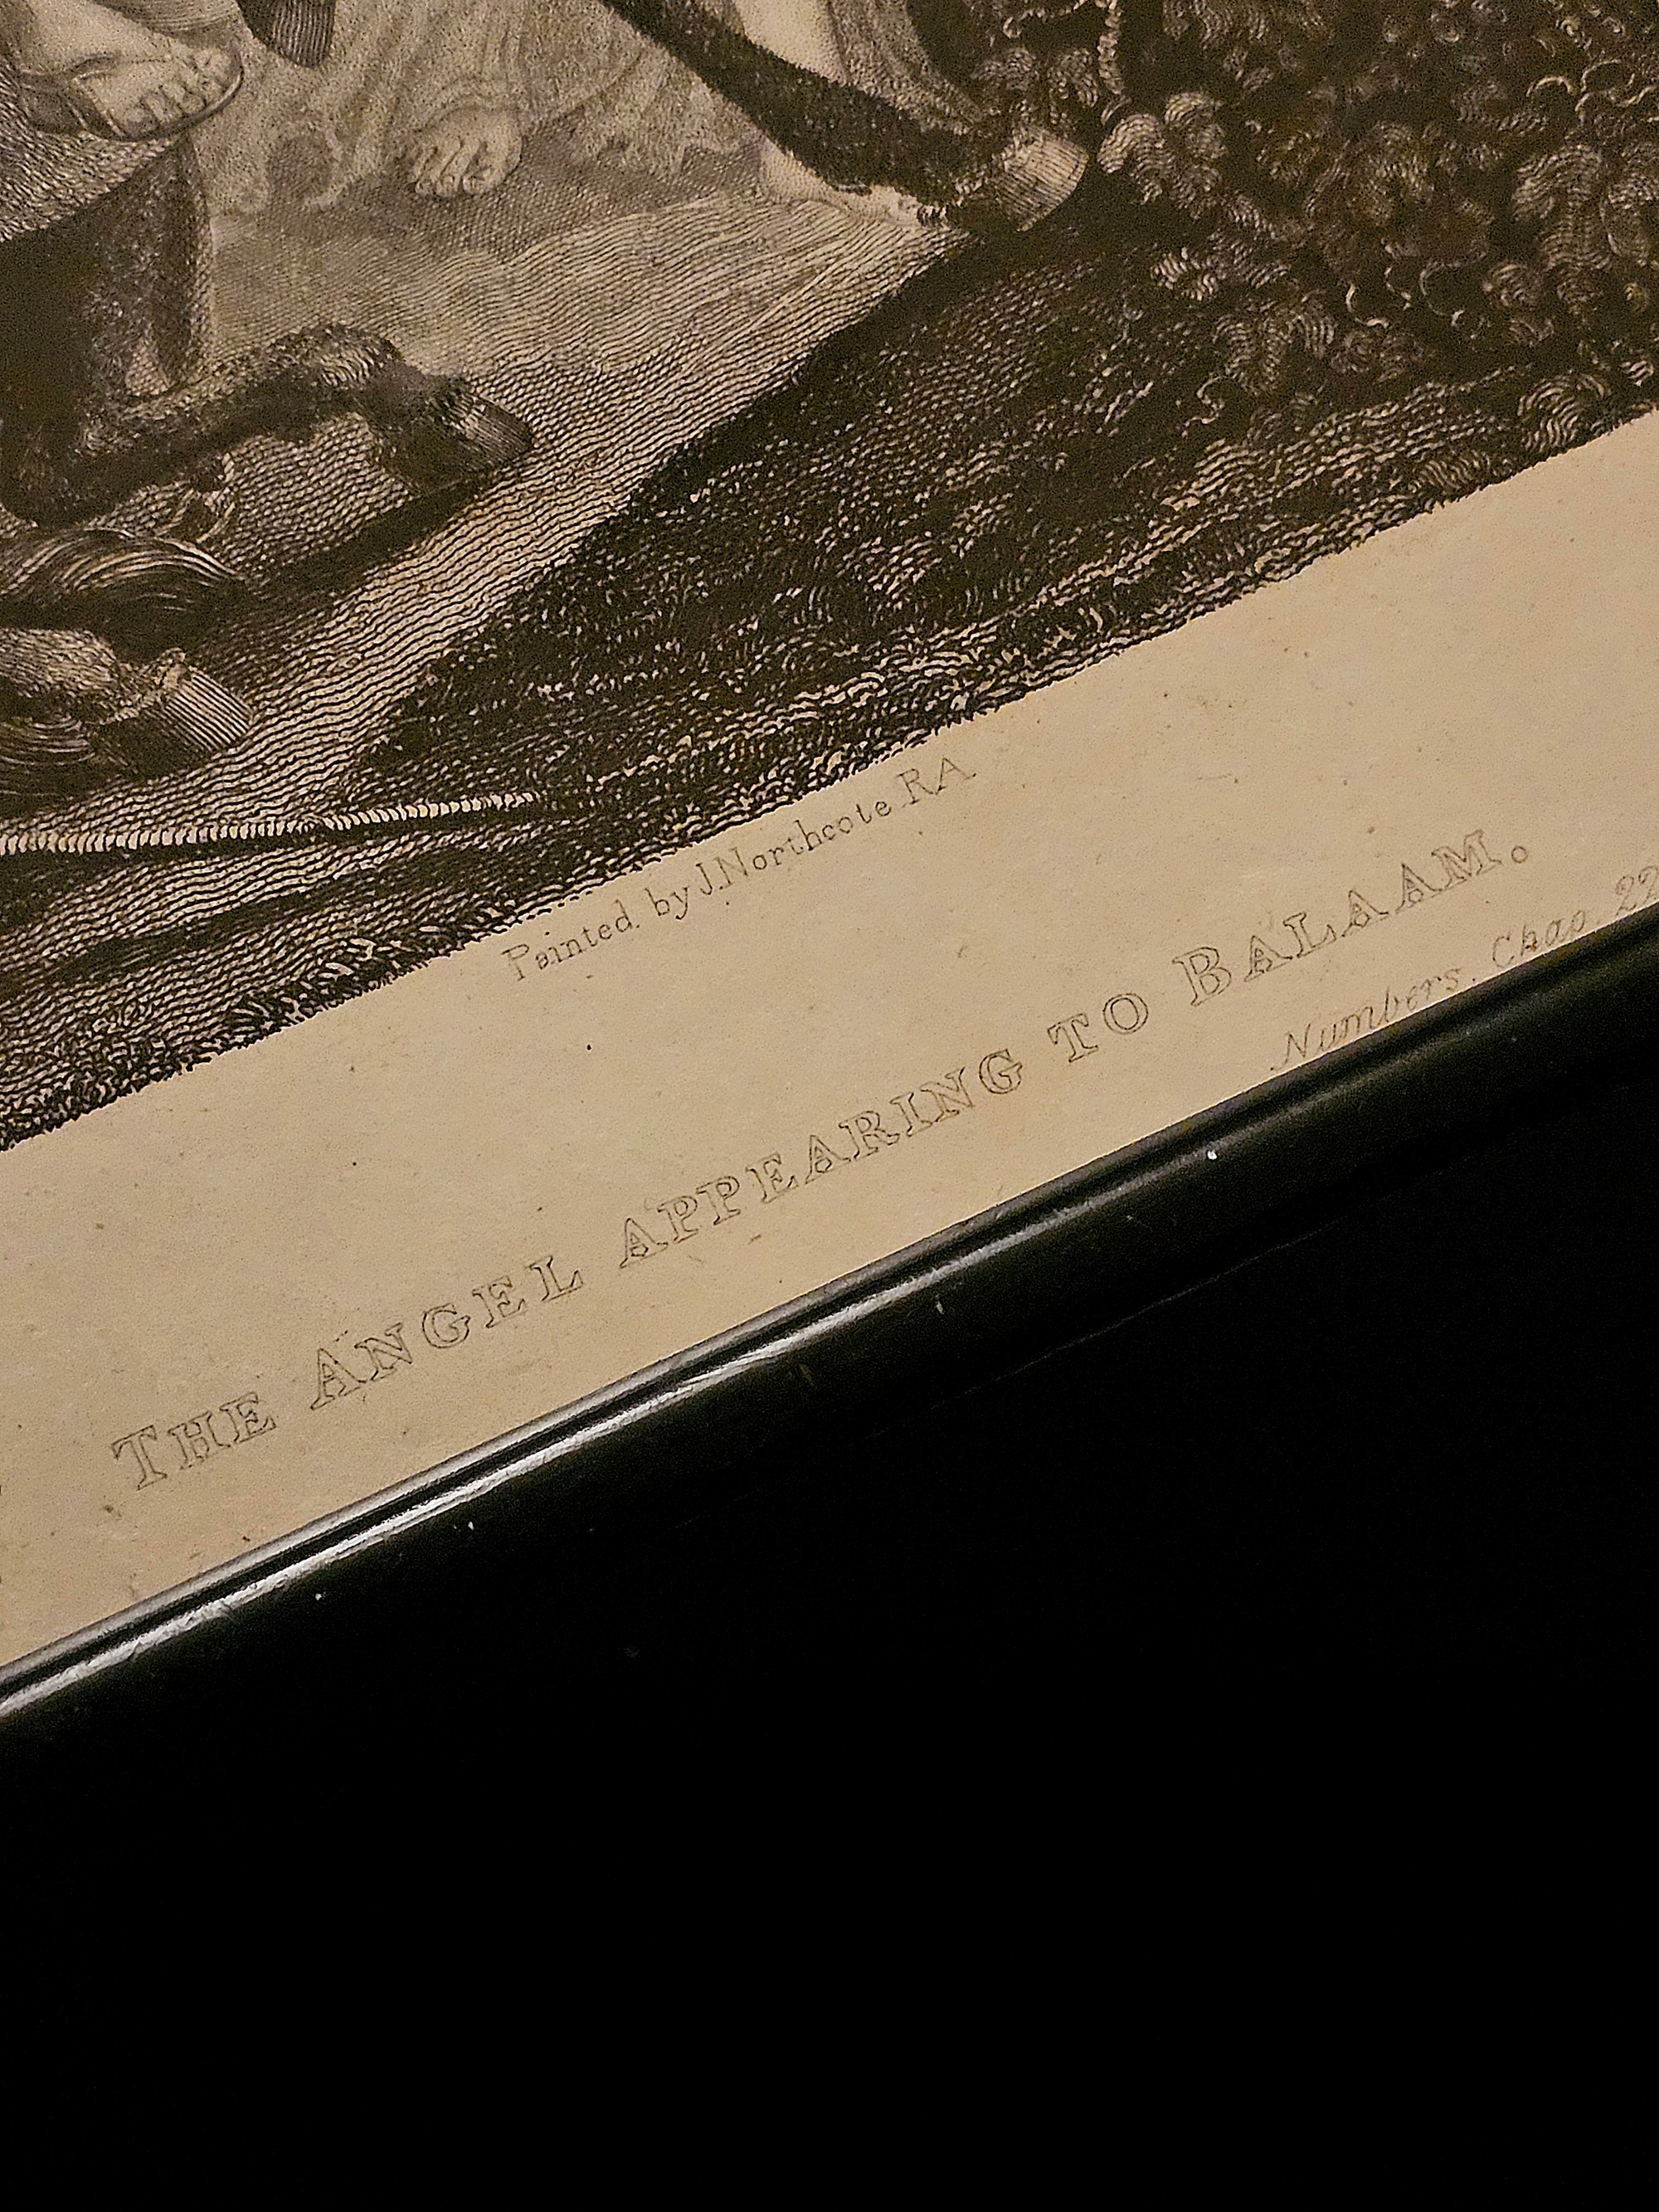 Painted by J. Northcote R.A.
THE ANGEL APPEARING TO BALAAM.
Numbers. Chap. 22